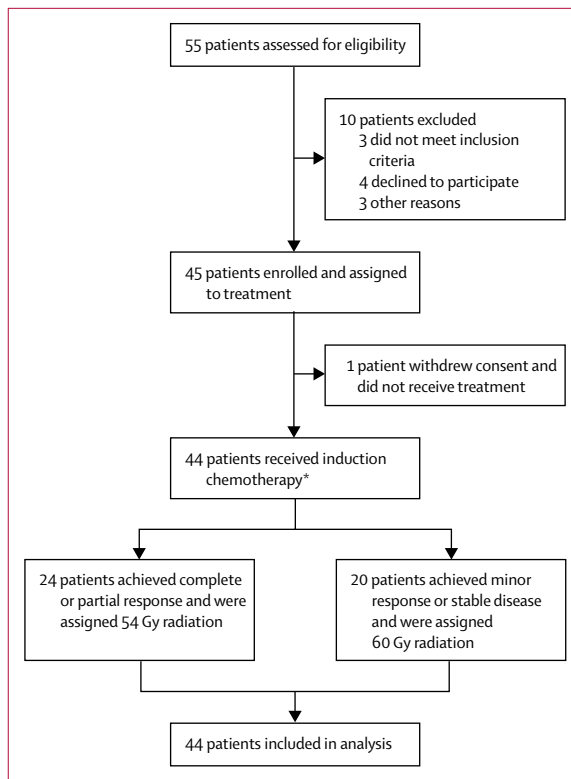 55 patients assessed for eligibility
10 patients excluded
3 did not meet inclusion
criteria
4 declined to participate
3 other reasons
45 patients enrolled and assigned
to treatment
1 patient withdrew consent and
did not receive treatment
44 patients received induction
chemotherapy*
24 patients achieved complete
or partial response and were
assigned 54 Gy radiation
20 patients achieved minor
response or stable disease
and were assigned
60 Gy radiation
44 patients included in analysis